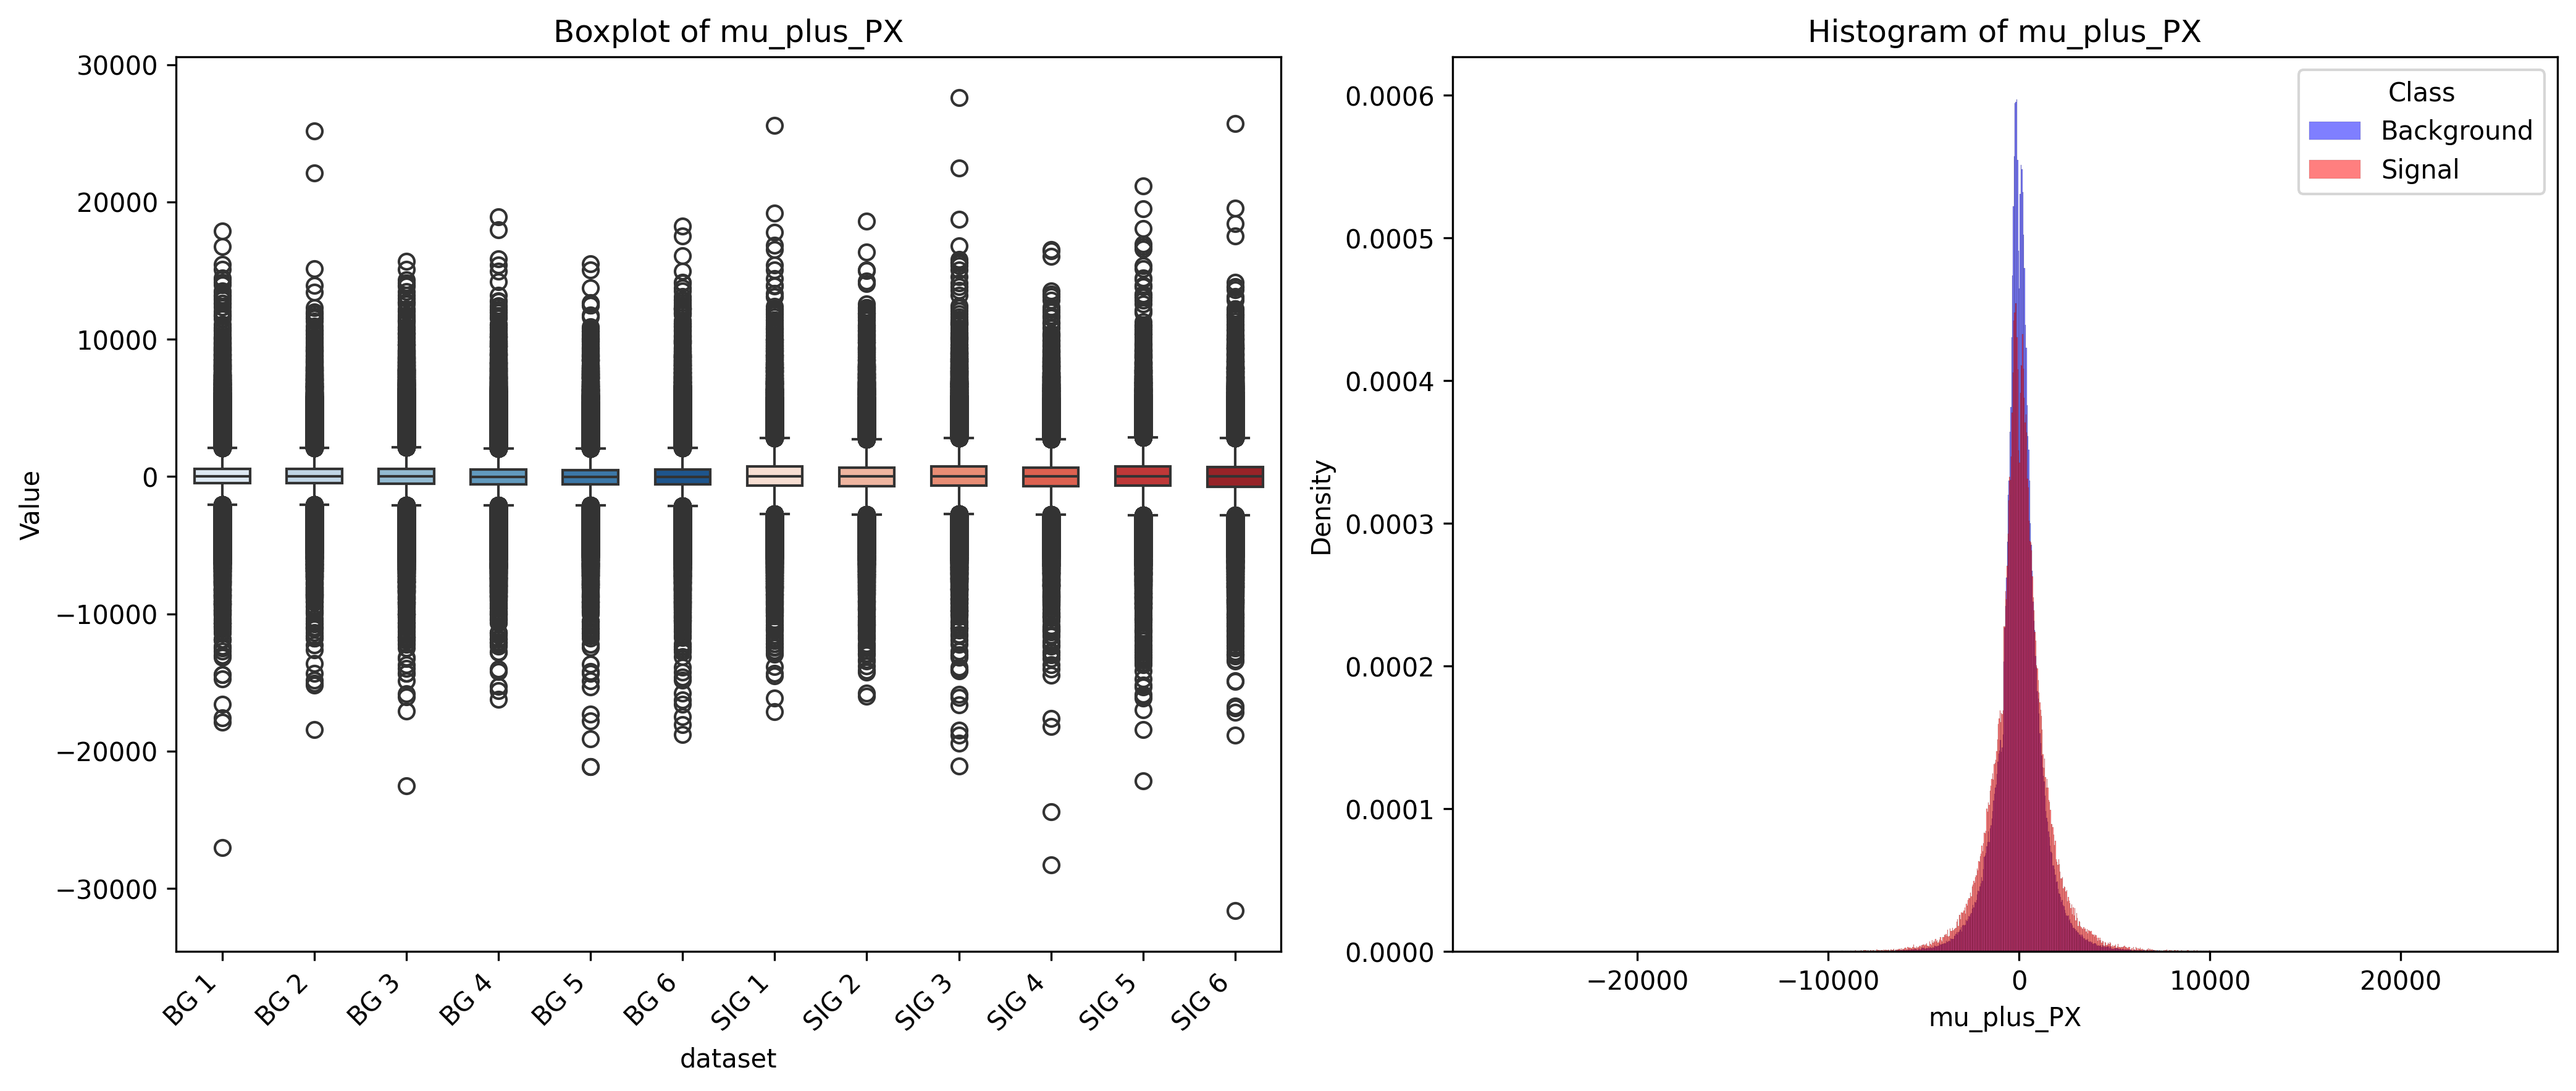 Boxplot of mu_plus_PX
30000
20000
10000
0
−10000
−20000
−30000
Value
BG 1
BG 2
BG 3
BG 4
BG 5
BG 6
SIG 1
SIG 2
SIG 3
SIG 4
SIG 5
SIG 6
dataset
Histogram of mu_plus_PX
Class
Background
Signal
0.0006
0.0005
0.0004
0.0003
0.0002
0.0001
0.0000
Density
−20000
−10000
0
10000
20000
mu_plus_PX